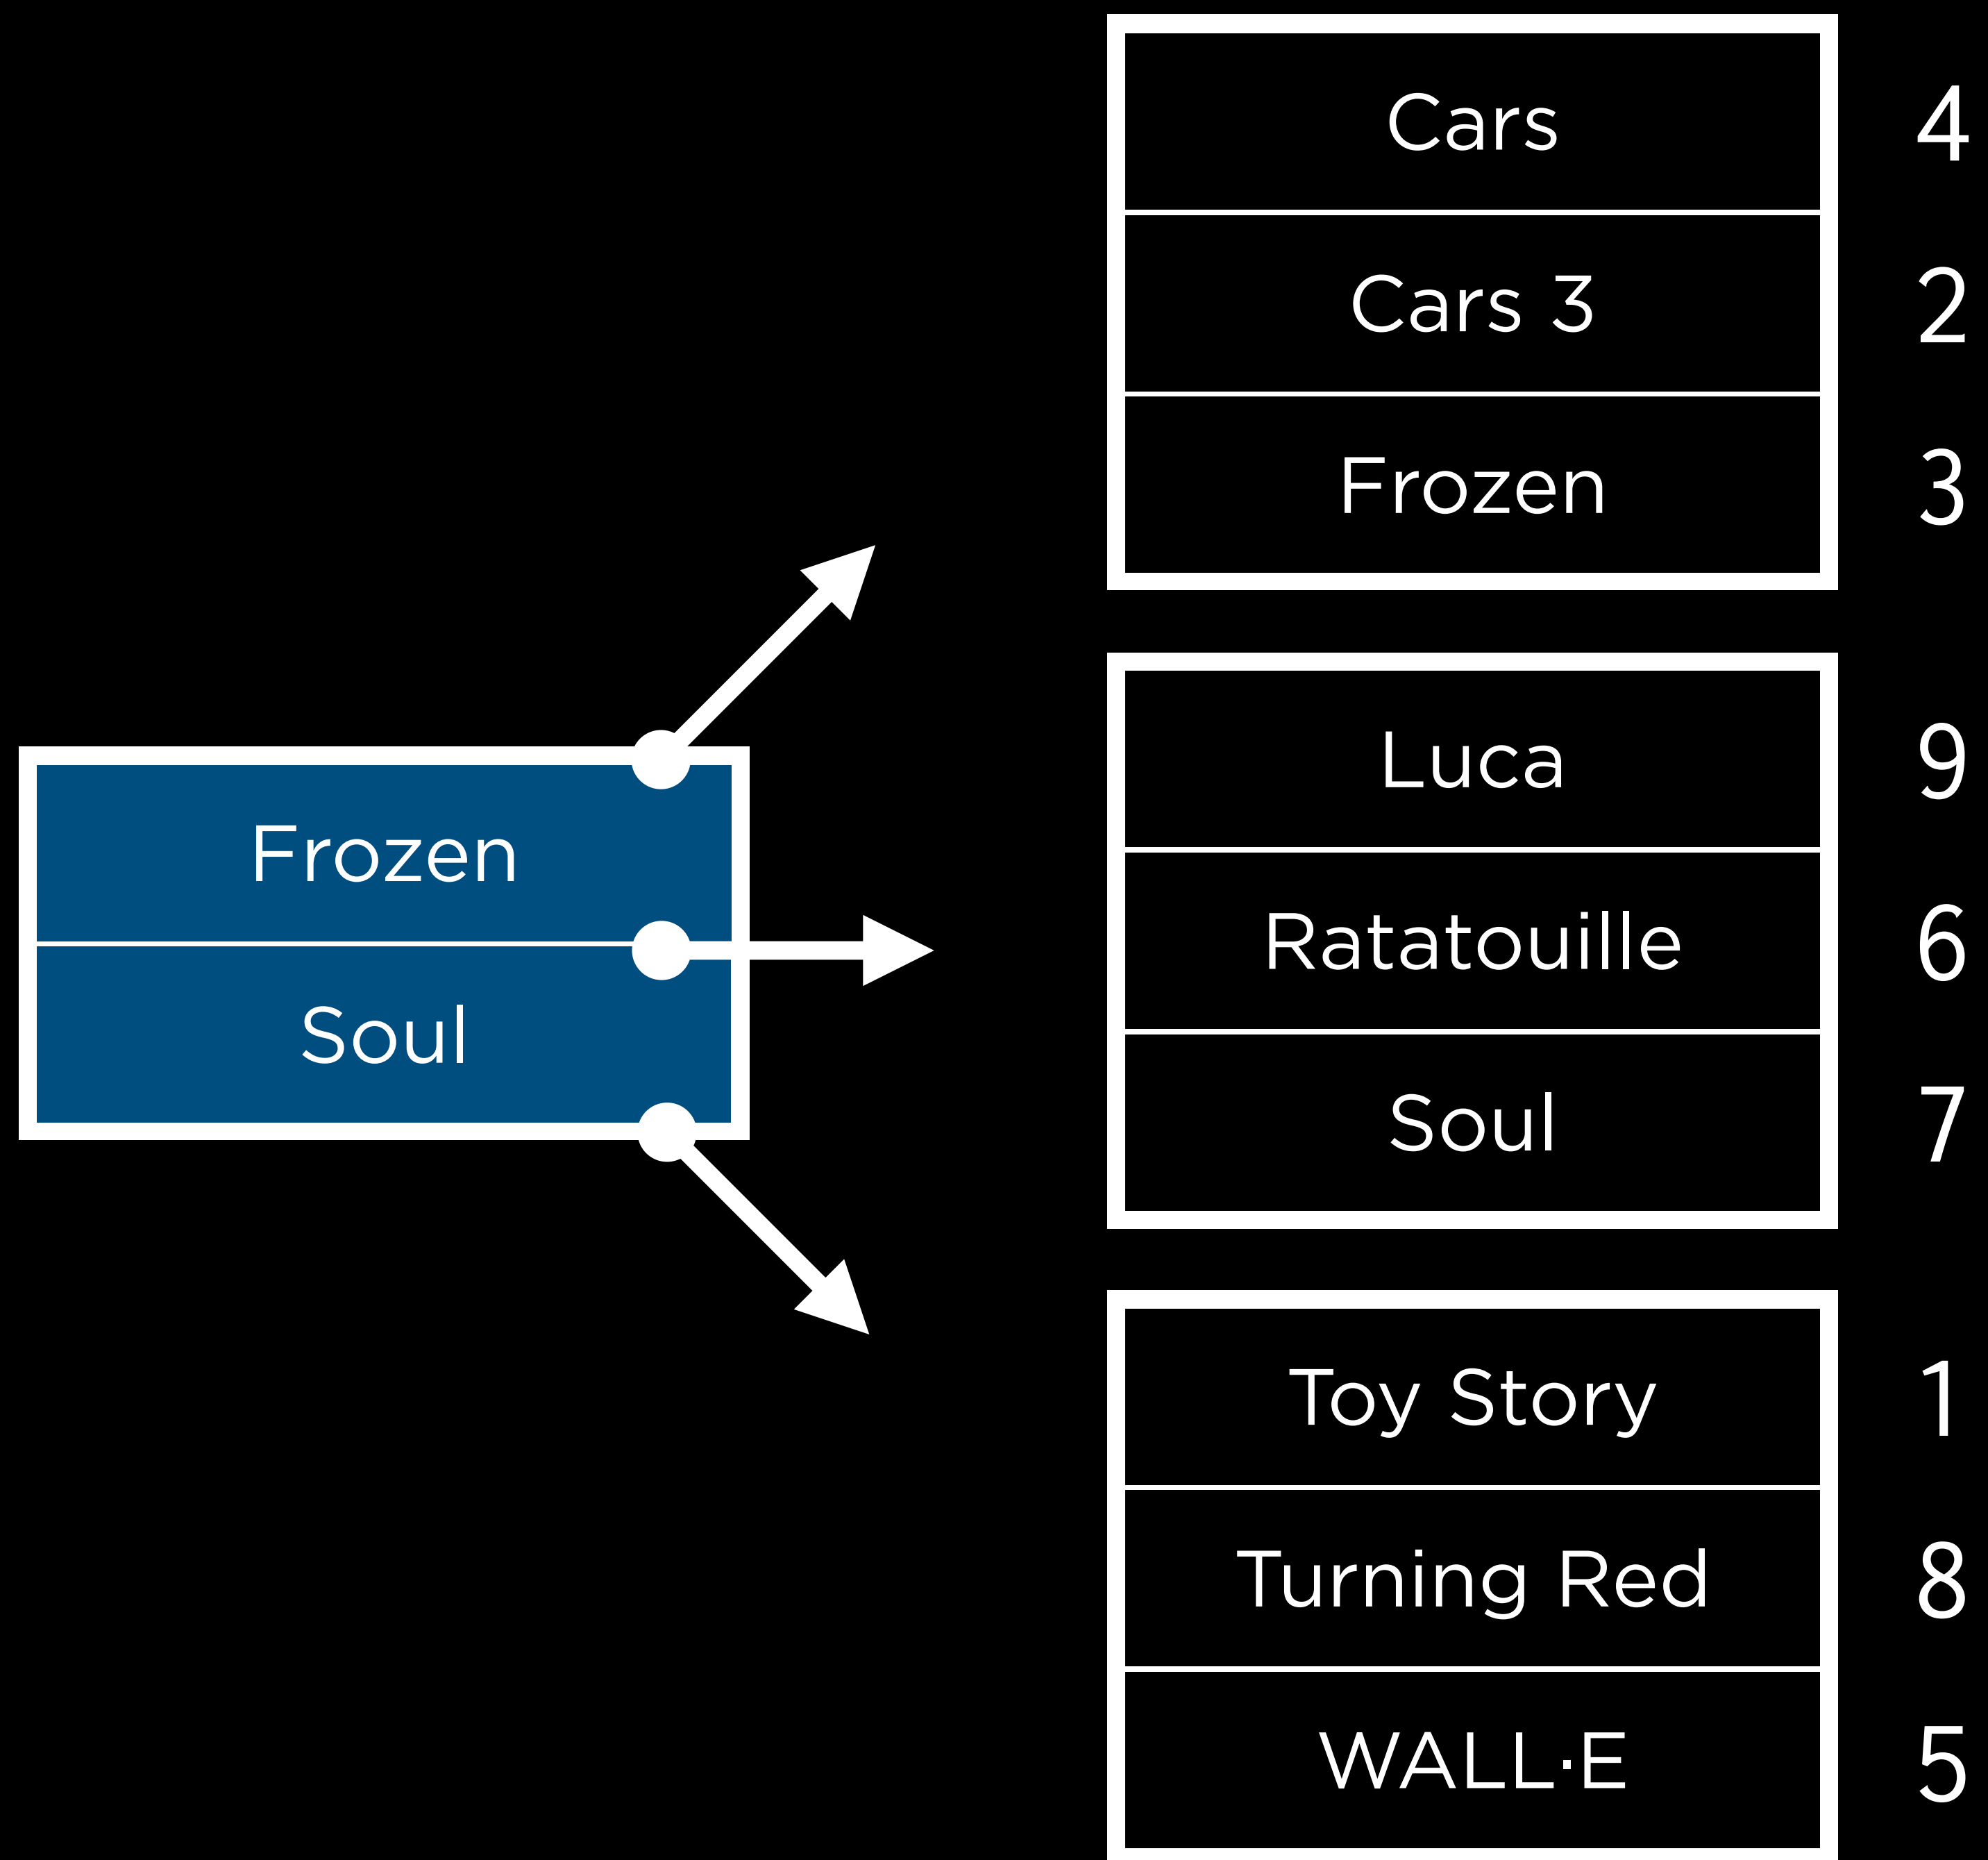 Frozen
Soul
Cars 4
Cars 3 2
Frozen 3
Luca 9
Ratatouille 6
Soul 7
Toy Story 1
Turning Red 8
WALL·E 5